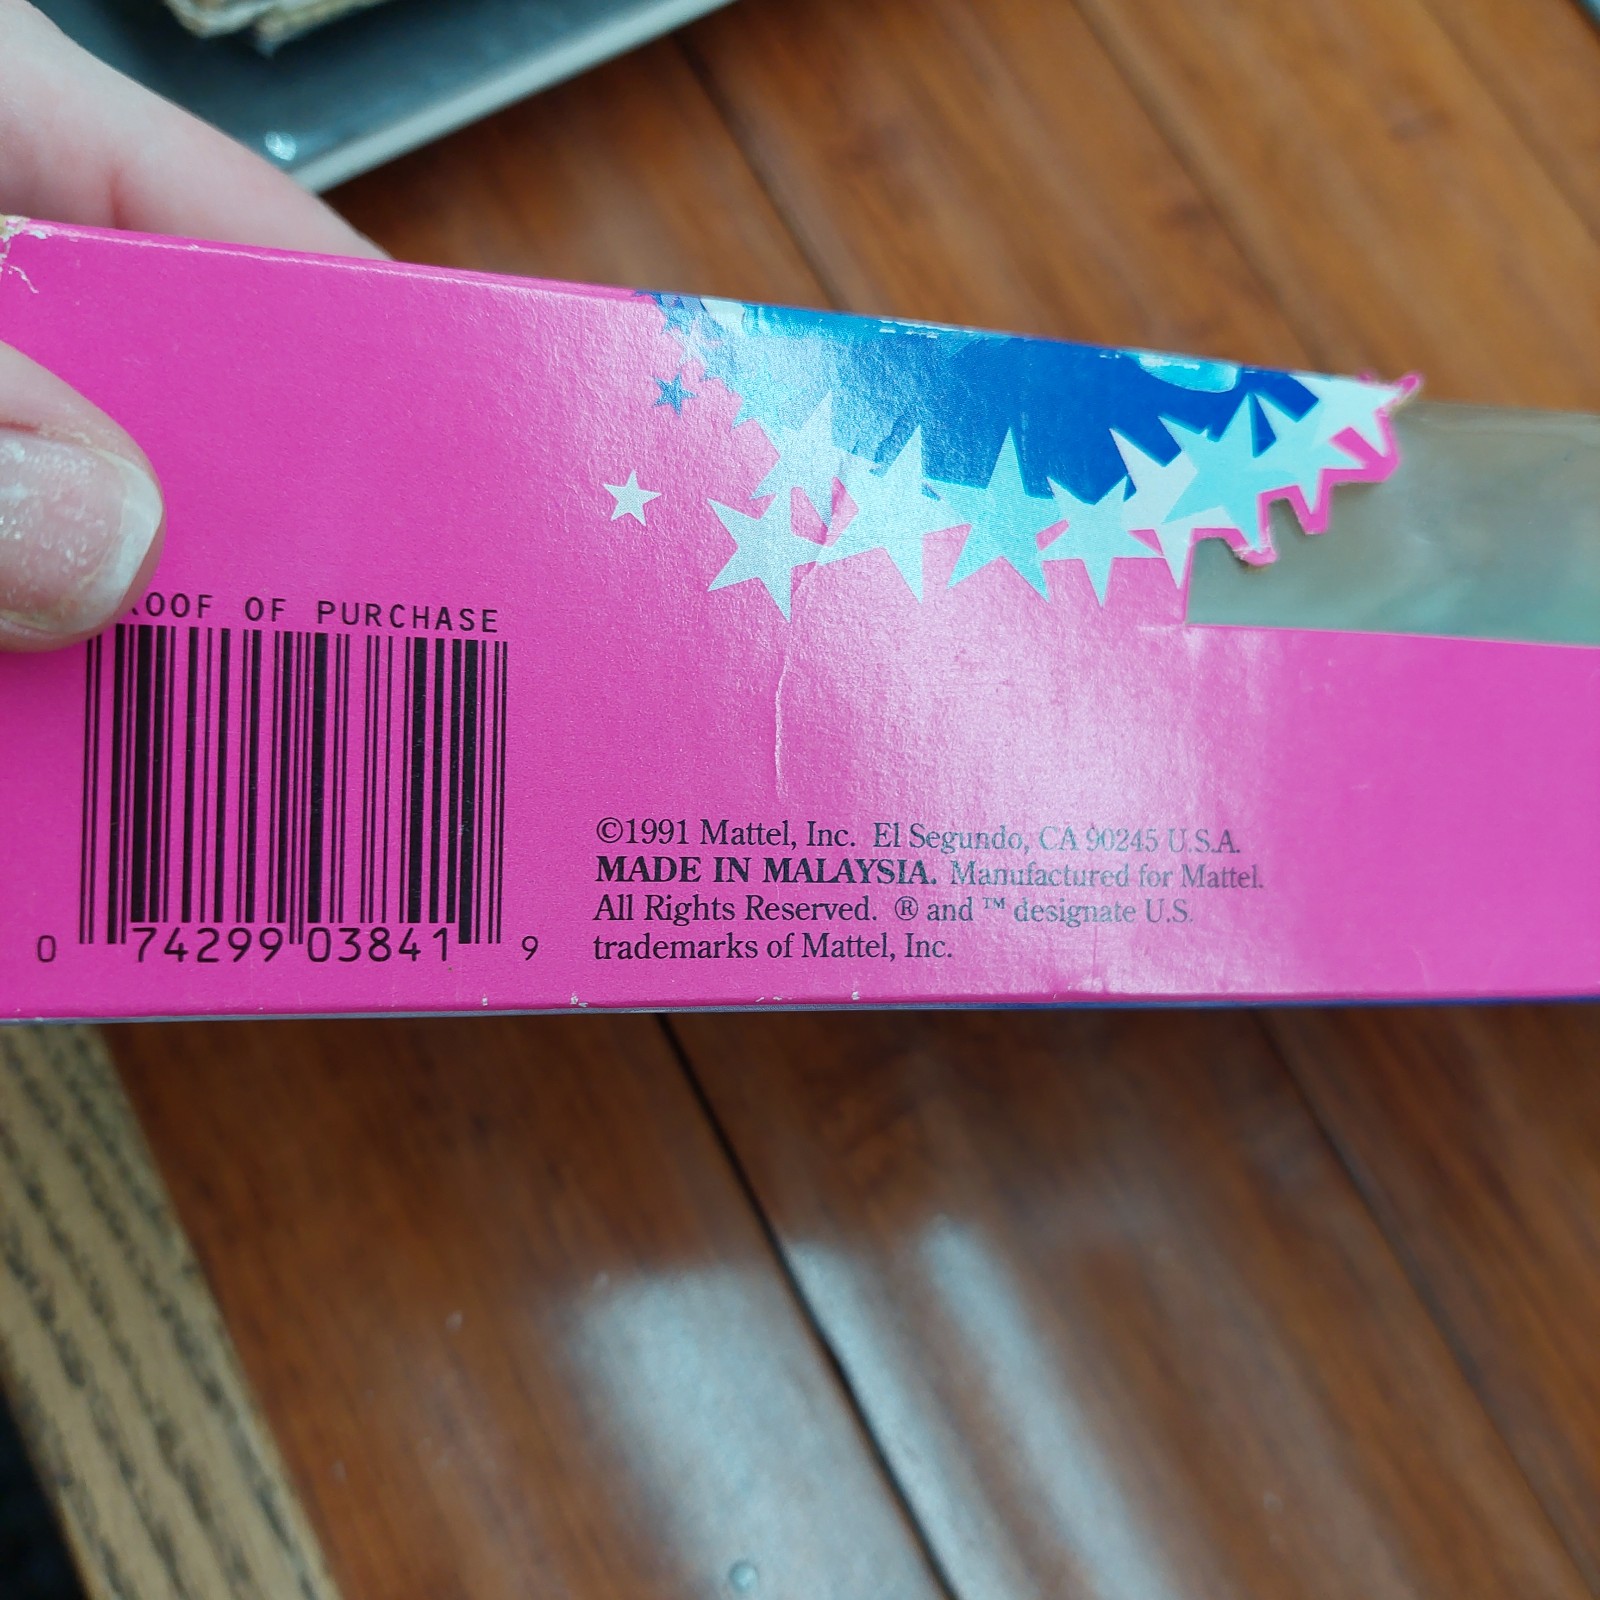 OF PURCHASE
0 74299 03841 9
©1991 Mattel, Inc. El Segundo, CA 90245 U.S.A.
MADE IN MALAYSIA. Manufactured for Mattel.
All Rights Reserved. ® and ™ designate U.S.
trademarks of Mattel, Inc.